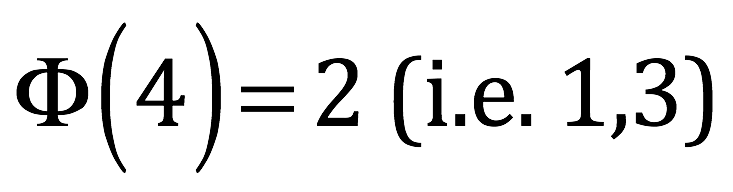 Φ(4) = 2 (i.e. 1,3)